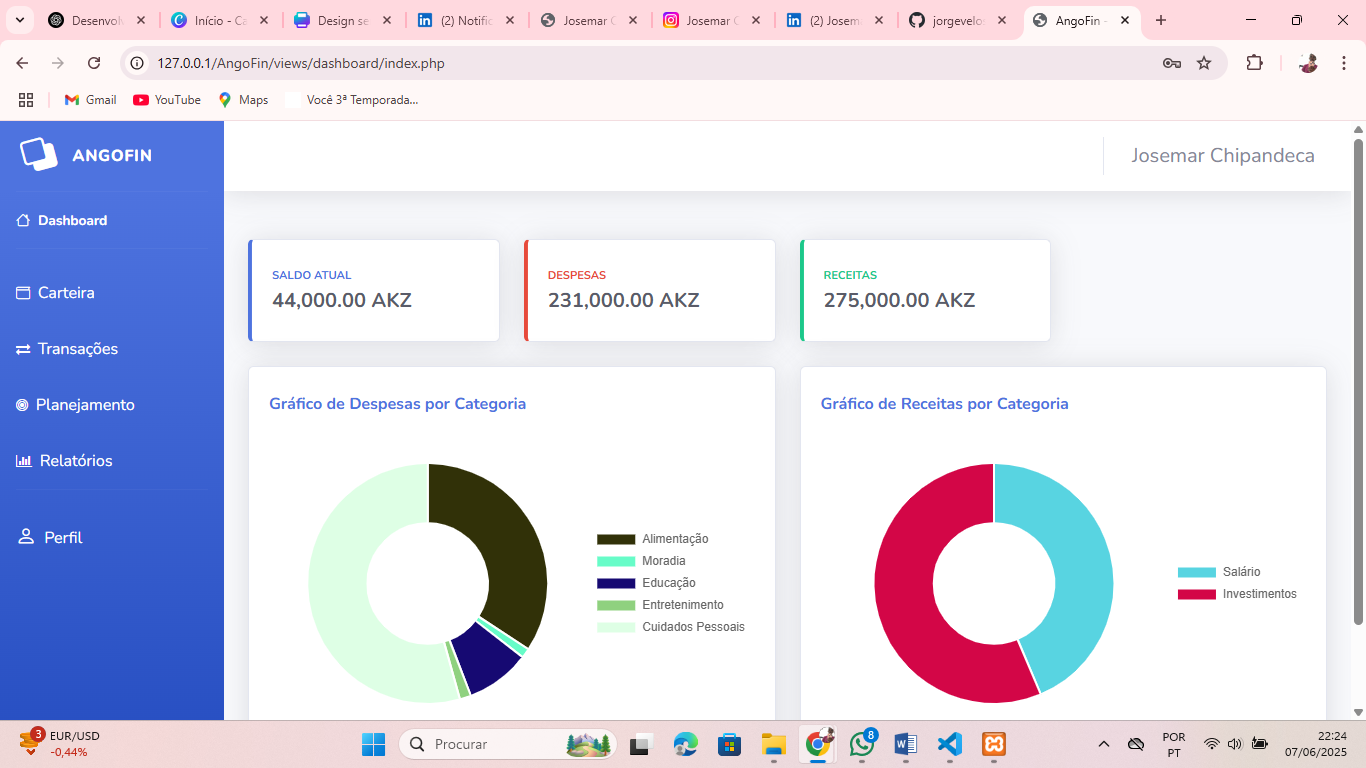 Desenvol
Início - Ca
Design se
(2) Notific
Josemar C
Josemar C
(2) Josem
jorgevelos
AngoFin -
127.0.0.1/AngoFin/views/dashboard/index.php
Gmail
YouTube
Maps
Você 3ª Temporada...
ANGOFIN
Josemar Chipandeca
Dashboard
Carteira
Transações
Planejamento
Relatórios
Perfil
SALDO ATUAL
44,000.00 AKZ
DESPESAS
231,000.00 AKZ
RECEITAS
275,000.00 AKZ
Gráfico de Despesas por Categoria
Alimentação
Moradia
Educação
Entretenimento
Cuidados Pessoais
Gráfico de Receitas por Categoria
Salário
Investimentos
3
EUR/USD
-0,44%
Procurar
8
POR
PT
22:24
07/06/2025